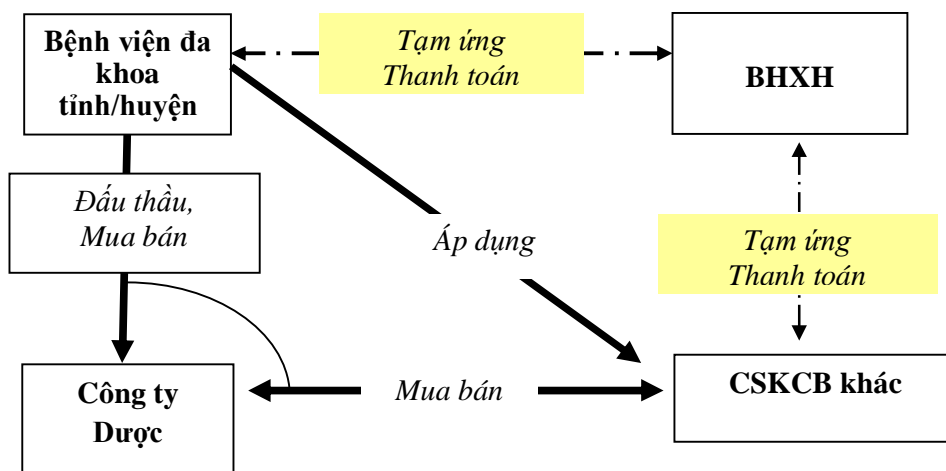 Bệnh viện đa
khoa
tỉnh/huyện
Tạm ứng
Thanh toán
BHXH
Đấu thầu,
Mua bán
Áp dụng
Tạm ứng
Thanh toán
Công ty
Dược
Mua bán
CSKCB khác